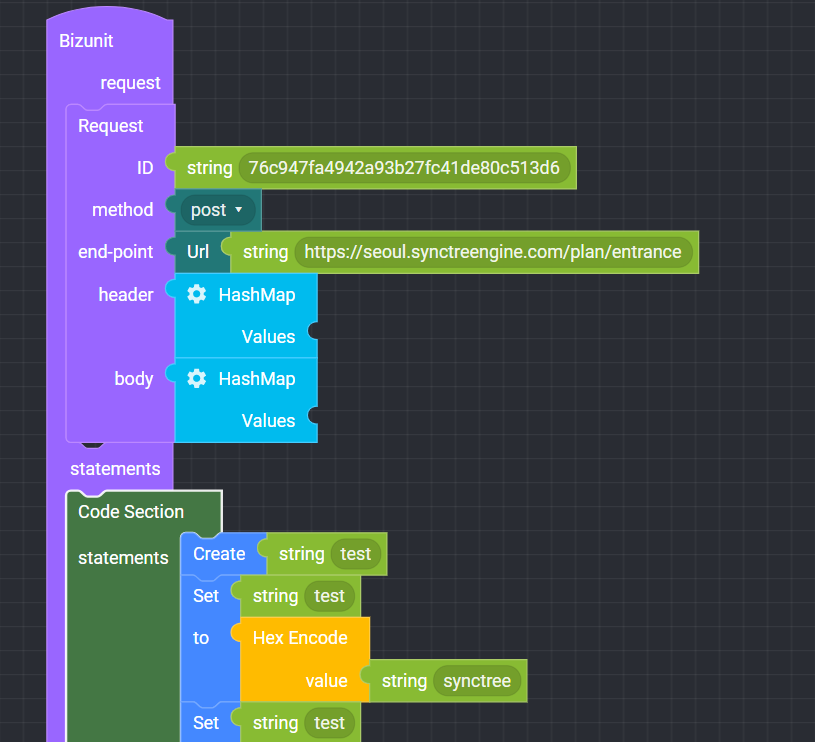 Bizunit
request
Request
ID string 76c947fa4942a93b27fc41de80c513d6
method post
end-point Url string https://seoul.synctreengine.com/plan/entrance
header HashMap
Values
body HashMap
Values
statements
Code Section
statements Create string test
Set string test
to Hex Encode
value string synctree
Set string test